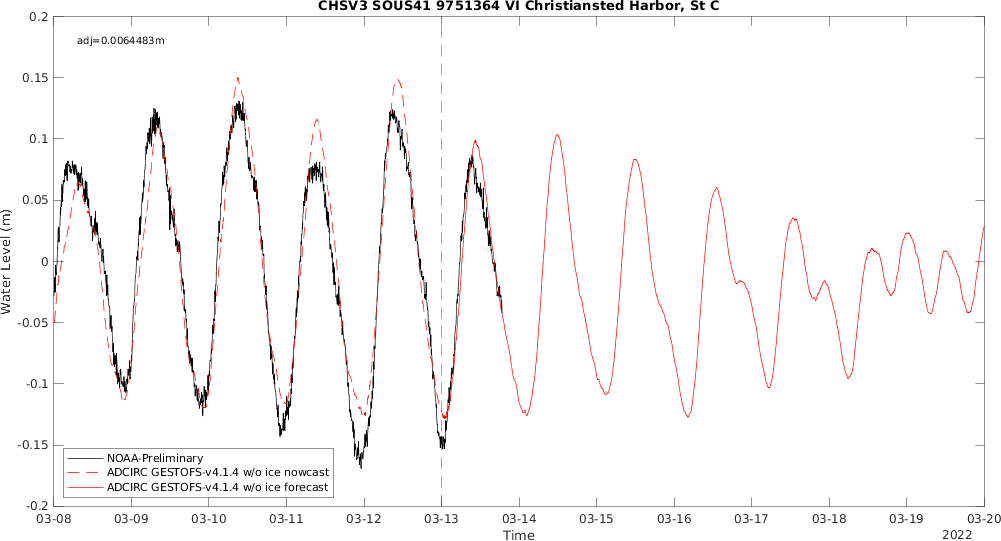 CHSV3 SOUS41 9751364 VI Christiansted Harbor, St C
adj=0.0064483m
0.2
0.15
0.1
0.05
0
-0.05
-0.1
-0.15
-0.2
Water Level (m)
NOAA-Preliminary
ADCIRC GESTOFS-v4.1.4 w/o ice nowcast
ADCIRC GESTOFS-v4.1.4 w/o ice forecast
03-08 03-09 03-10 03-11 03-12 03-13 03-14 03-15 03-16 03-17 03-18 03-19 03-20
Time
2022